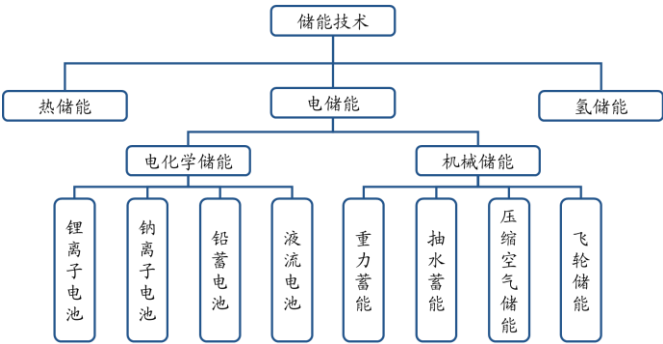 储能技术
热储能
电储能
氢储能
电化学储能
机械储能
锂离子电池
钠离子电池
铅蓄电池
液流电池
重力蓄能
抽水蓄能
压缩空气储能
飞轮储能